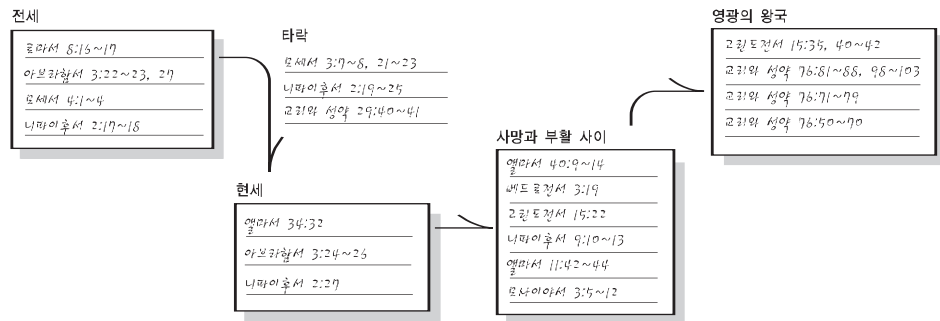 전세
로마서 8:16~17
아브라함서 3:22~23, 27
모세서 4:1~4
니파이후서 2:17~18
타락
모세서 3:7~8, 21~23
니파이후서 2:19~25
교리와 성약 29:40~41
현세
앨마서 34:32
아브라함서 3:24~26
니파이후서 2:27
사망과 부활 사이
앨마서 40:9~14
베드로전서 3:19
고린도전서 15:22
니파이후서 9:10~13
앨마서 11:42~44
모사이야서 3:5~12
영광의 왕국
고린도전서 15:35, 40~42
교리와 성약 76:81~88, 98~103
교리와 성약 76:71~79
교리와 성약 76:50~70